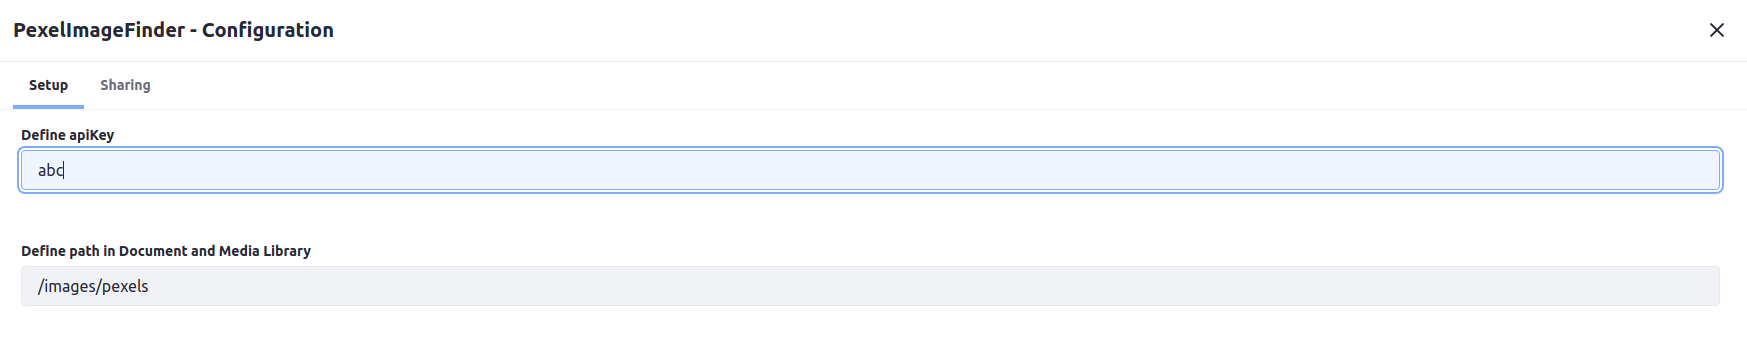 PexelImageFinder - Configuration
Setup Sharing
Define apiKey
abc
Define path in Document and Media Library
/images/pexels